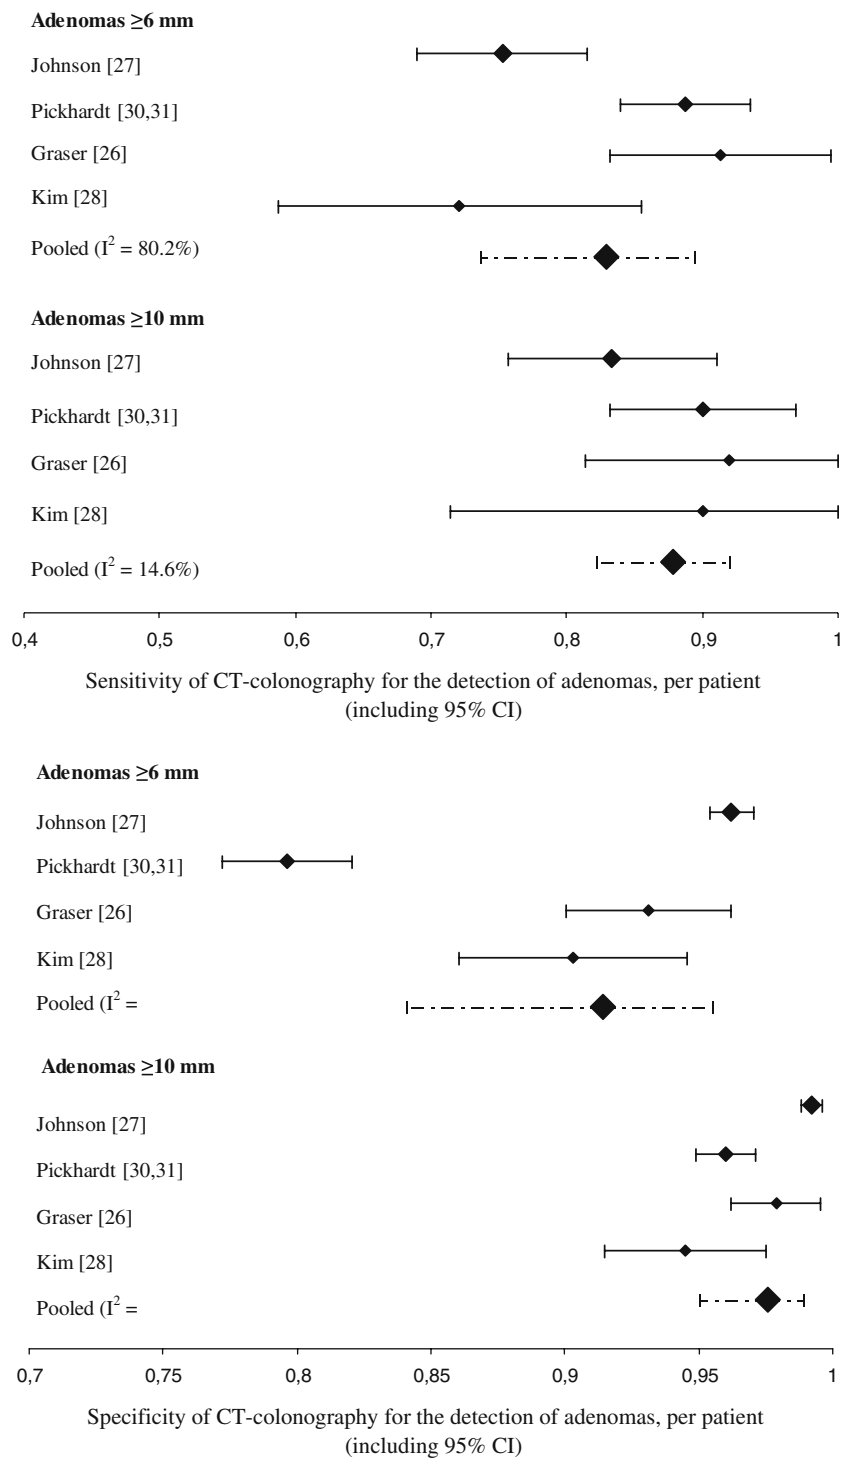 Adenomas ≥6 mm
Johnson [27]
Pickhardt [30,31]
Graser [26]
Kim [28]
Pooled (I² = 80.2%)
Adenomas ≥10 mm
Johnson [27]
Pickhardt [30,31]
Graser [26]
Kim [28]
Pooled (I² = 14.6%)
0,4 0,5 0,6 0,7 0,8 0,9 1
Sensitivity of CT-colonography for the detection of adenomas, per patient
(including 95% CI)
Adenomas ≥6 mm
Johnson [27]
Pickhardt [30,31]
Graser [26]
Kim [28]
Pooled (I² =
Adenomas ≥10 mm
Johnson [27]
Pickhardt [30,31]
Graser [26]
Kim [28]
Pooled (I² =
0,7 0,75 0,8 0,85 0,9 0,95 1
Specificity of CT-colonography for the detection of adenomas, per patient
(including 95% CI)